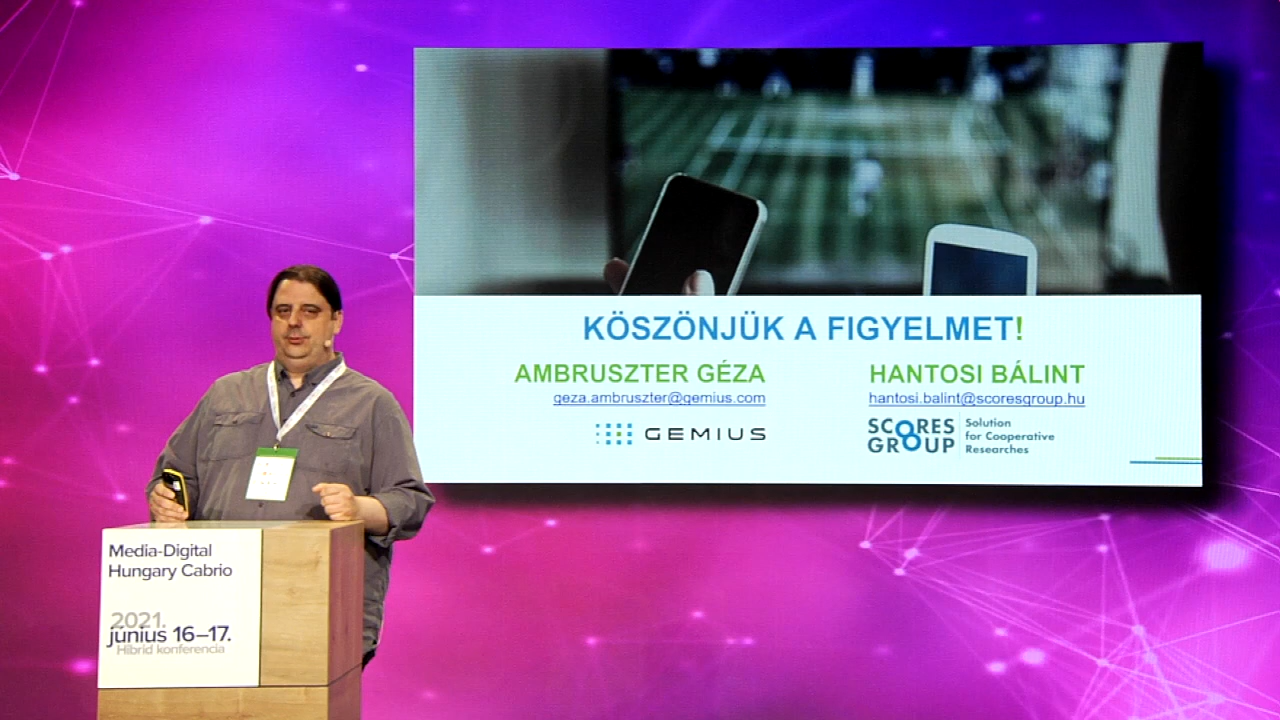 KÖSZÖNJÜK A FIGYELMET!
AMBRUSZTER GÉZA
geza.ambruszter@gemius.com
GEMIUS
HANTOSI BÁLINT
hantosi.balint@scoresgroup.hu
SCORES
GROUP
Solution
for Cooperative
Researches
Media-Digital
Hungary Cabrio
2021.
június 16–17.
Hibrid konferencia